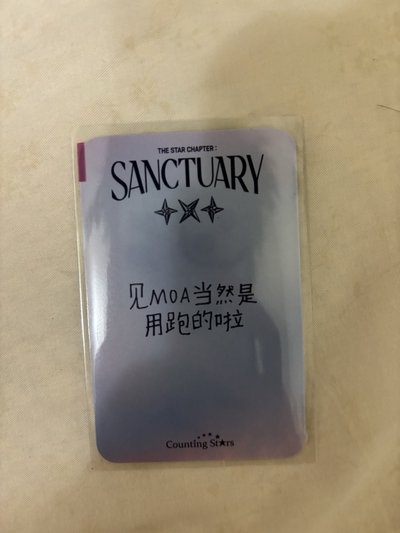 THE STAR CHAPTER :
SANCTUARY
见MOA当然是
用跑的啦
Counting Stars